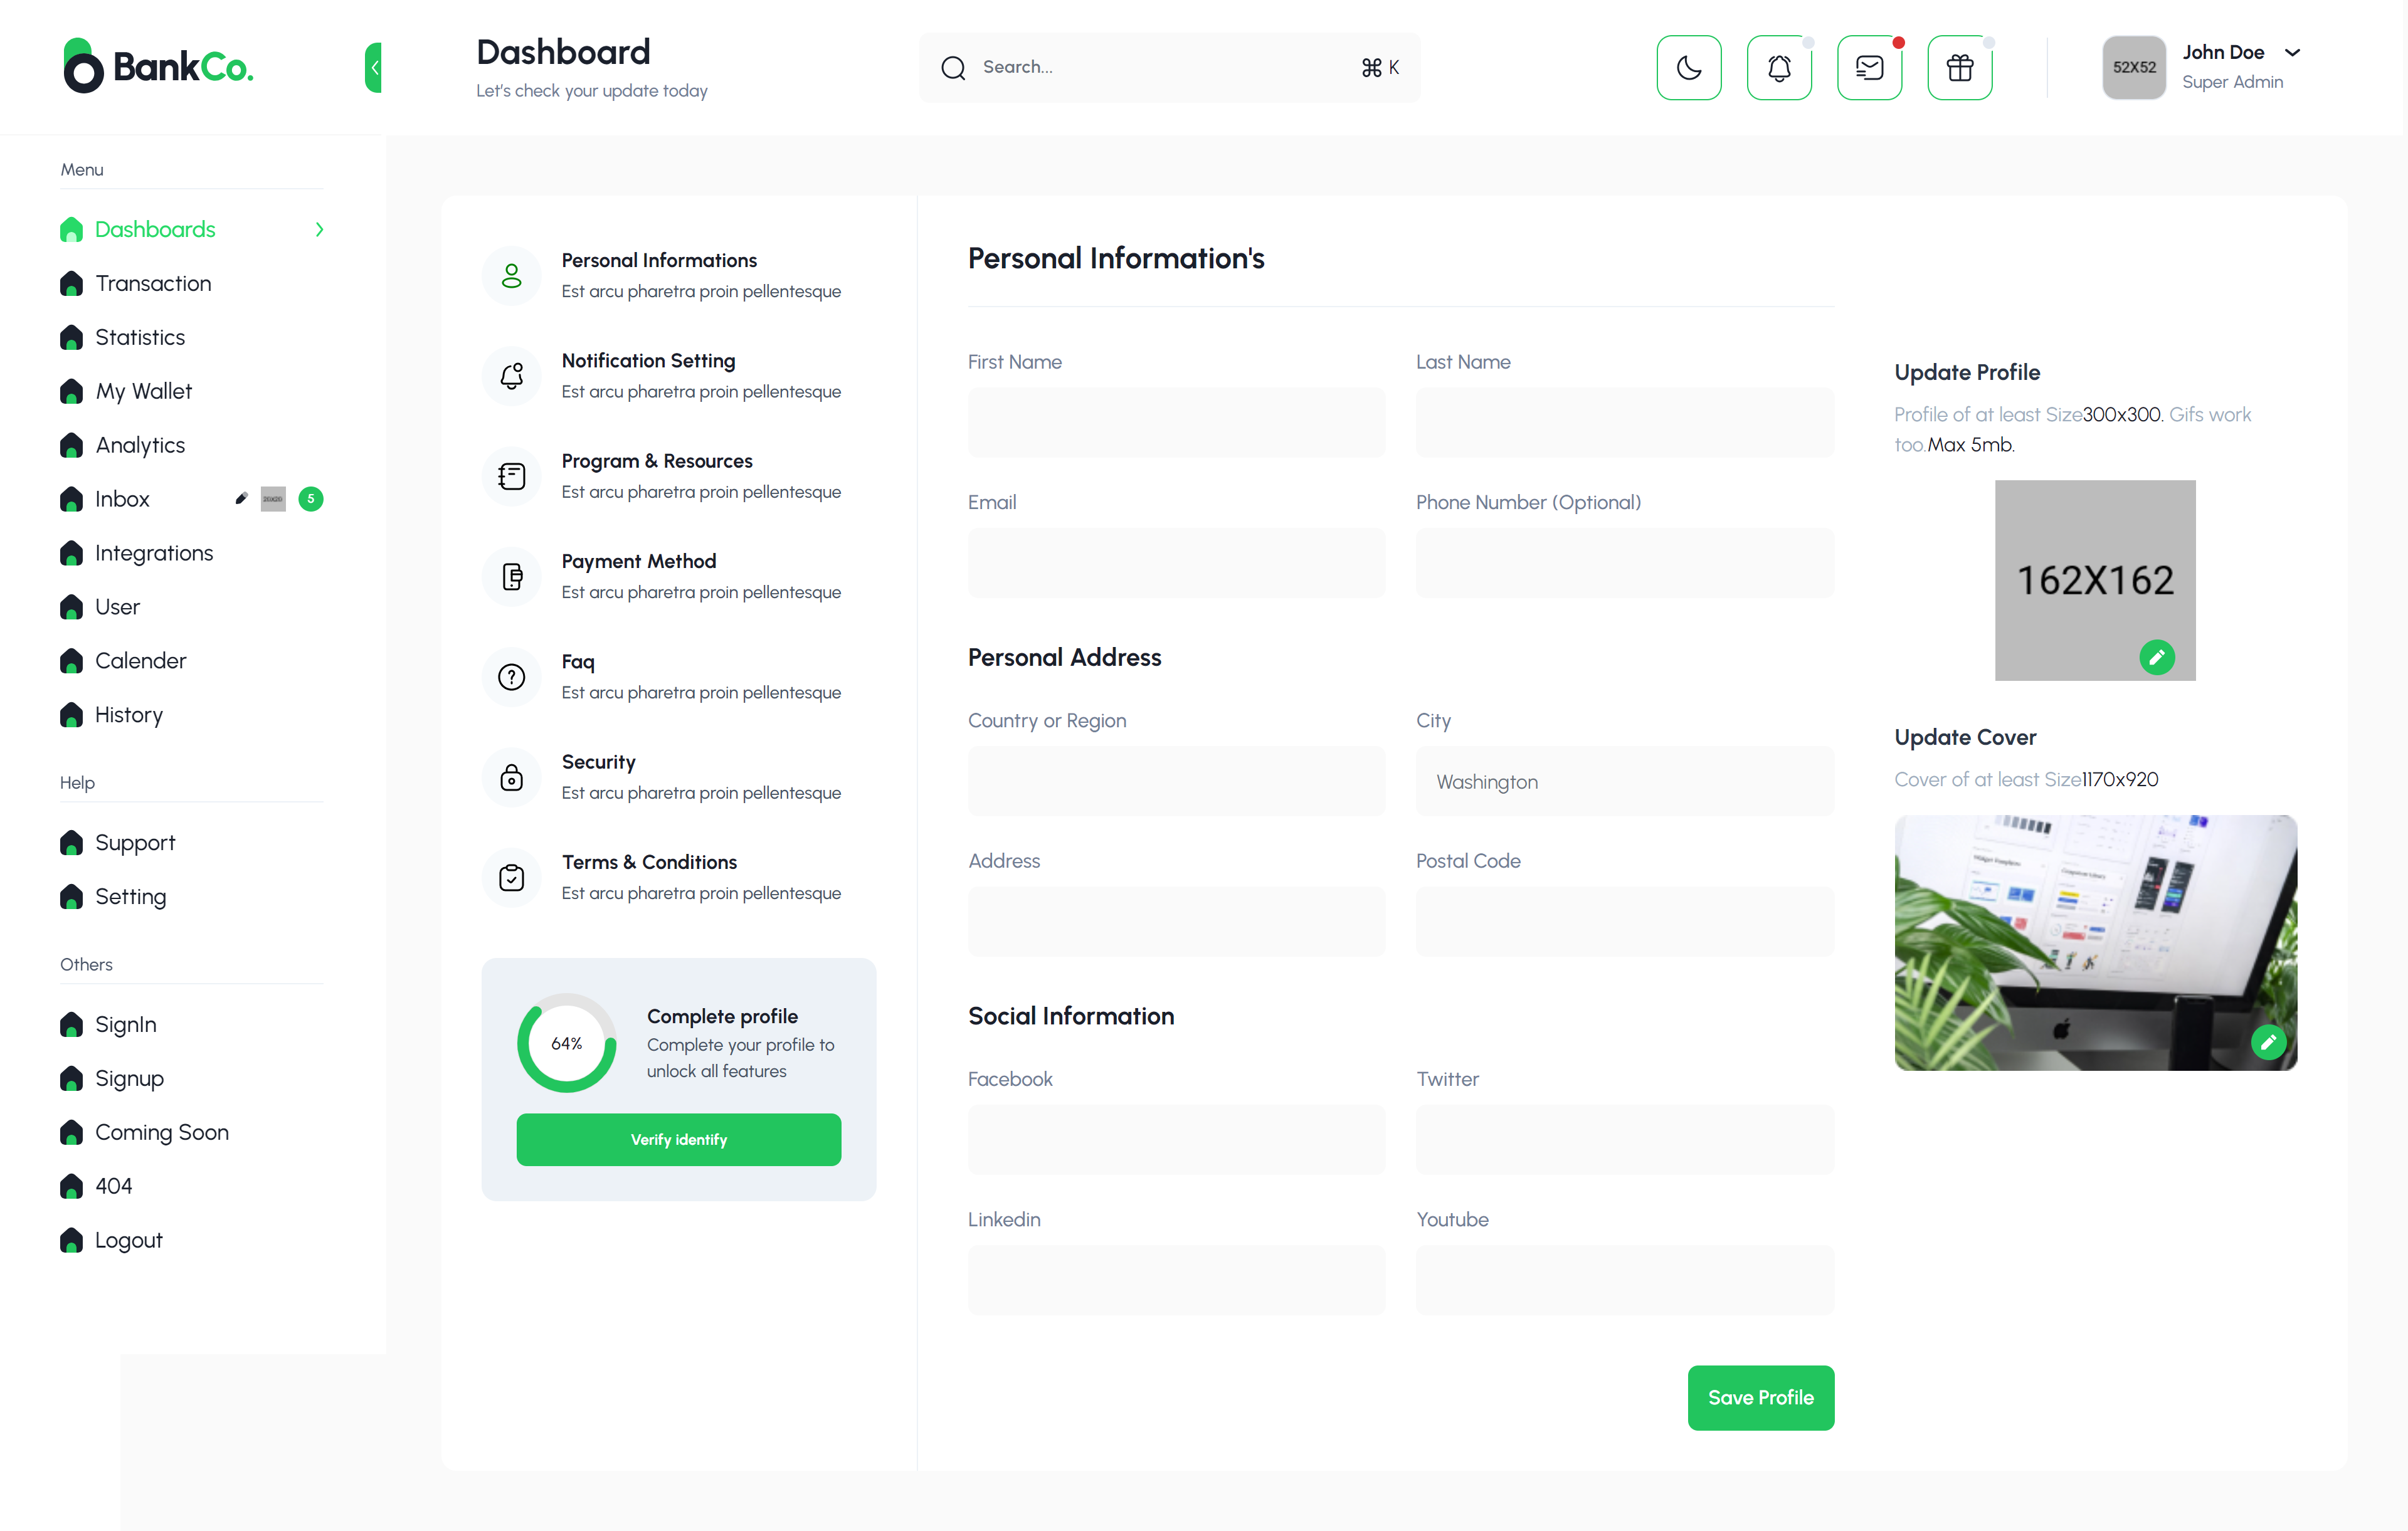 BankCo.
Dashboard
Let's check your update today
Search...
⌘ K
52X52
John Doe
Super Admin
Menu
Dashboards
Transaction
Statistics
My Wallet
Analytics
Inbox
20X20
5
Integrations
User
Calender
History
Help
Support
Setting
Others
SignIn
Signup
Coming Soon
404
Logout
Personal Informations
Est arcu pharetra proin pellentesque
Notification Setting
Est arcu pharetra proin pellentesque
Program & Resources
Est arcu pharetra proin pellentesque
Payment Method
Est arcu pharetra proin pellentesque
Faq
Est arcu pharetra proin pellentesque
Security
Est arcu pharetra proin pellentesque
Terms & Conditions
Est arcu pharetra proin pellentesque
64%
Complete profile
Complete your profile to
unlock all features
Verify identify
Personal Information's
First Name
Last Name
Email
Phone Number (Optional)
Personal Address
Country or Region
City
Washington
Address
Postal Code
Social Information
Facebook
Twitter
Linkedin
Youtube
Save Profile
Update Profile
Profile of at least Size300x300. Gifs work
too.Max 5mb.
162X162
Update Cover
Cover of at least Size1170x920